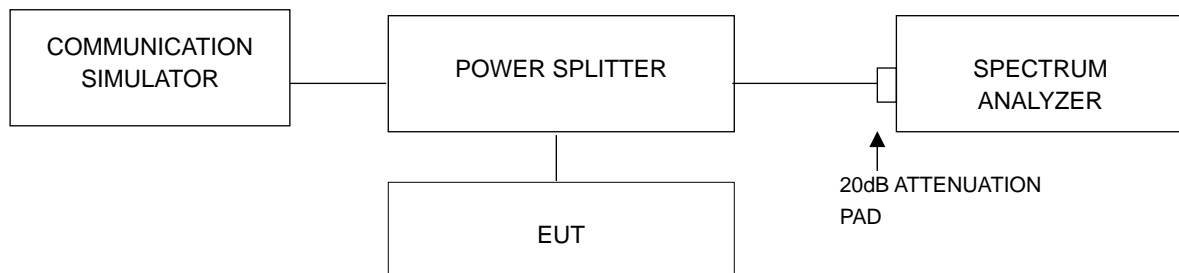 COMMUNICATION
SIMULATOR
POWER SPLITTER
SPECTRUM
ANALYZER
20dB ATTENUATION
PAD
EUT